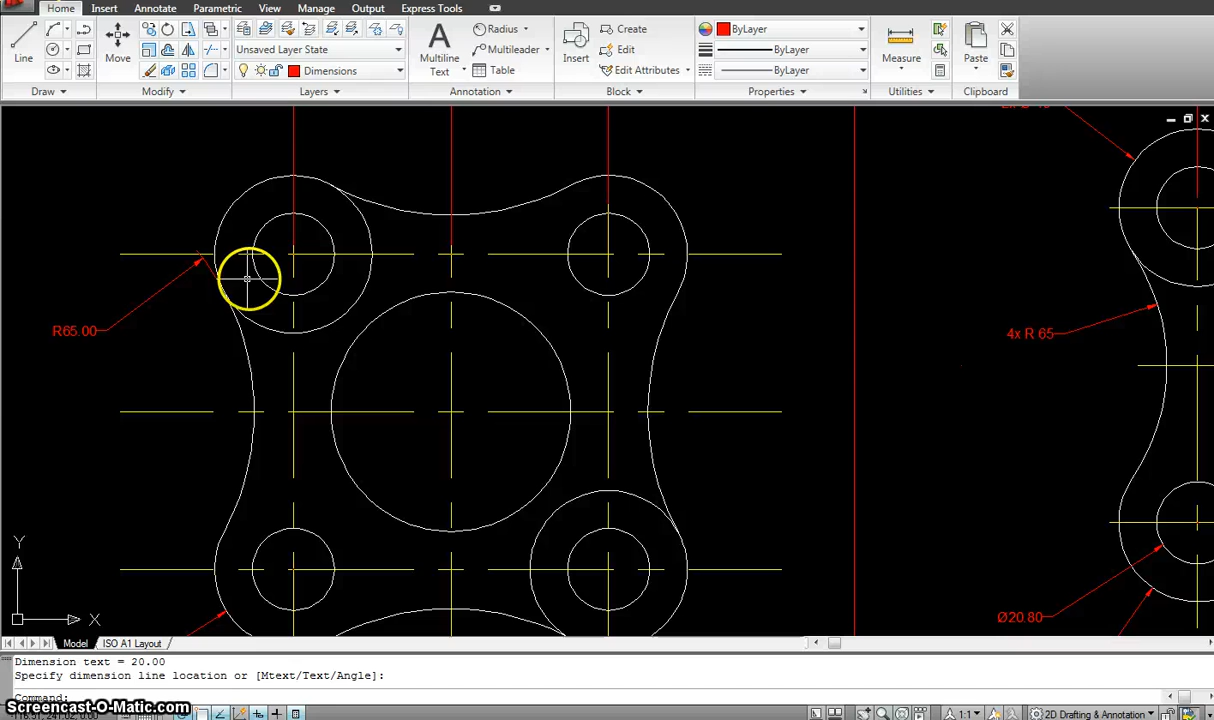 Home Insert Annotate Parametric View Manage Output Express Tools
Line
Move
Unsaved Layer State
Dimensions
Multiline
Text
Radius
Multileader
Table
Insert
Create
Edit
Edit Attributes
ByLayer
ByLayer
ByLayer
Measure
Paste
Draw Modify Layers Annotation Block Properties Utilities Clipboard
R65.00
4x R 65
Ø20.80
Y
X
Model ISO A1 Layout
Dimension text = 20.00
Specify dimension line location or [Mtext/Text/Angle]:
Command:
Screencast-O-Matic.com
1:1 2D Drafting & Annotation